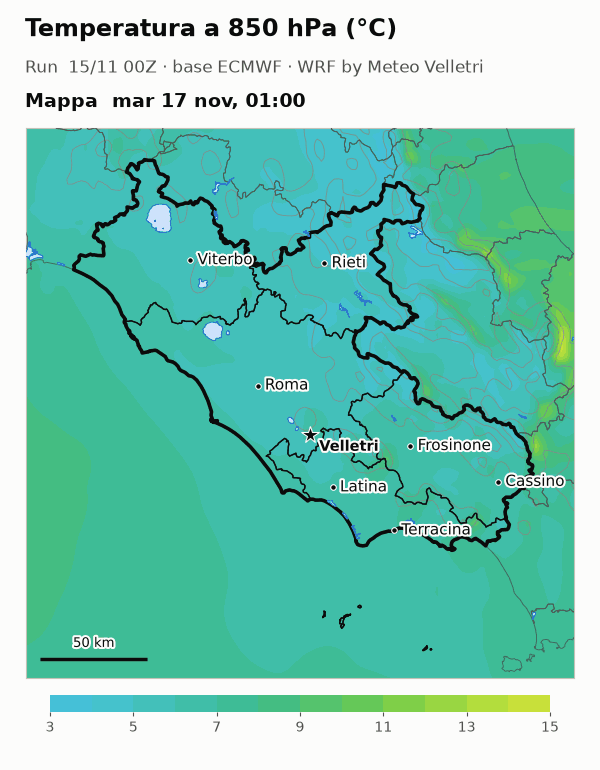 Temperatura a 850 hPa (°C)
Run  15/11 00Z · base ECMWF · WRF by Meteo Velletri
Mappa  mar 17 nov, 01:00
Viterbo
Rieti
Roma
Velletri
Frosinone
Cassino
Latina
Terracina
50 km
3 5 7 9 11 13 15